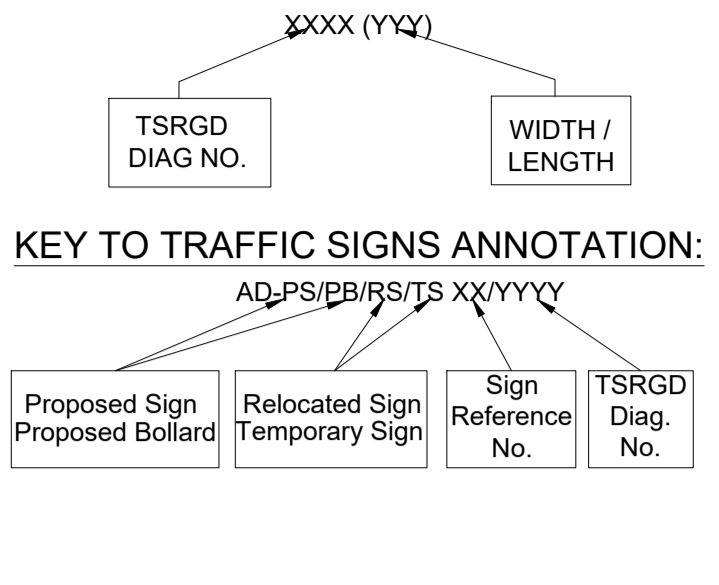 XXXX (YYY)
TSRGD
DIAG NO.
WIDTH /
LENGTH
KEY TO TRAFFIC SIGNS ANNOTATION:
AD-PS/PB/RS/TS XX/YYYY
Proposed Sign
Proposed Bollard
Relocated Sign
Temporary Sign
Sign
Reference
No.
TSRGD
Diag.
No.